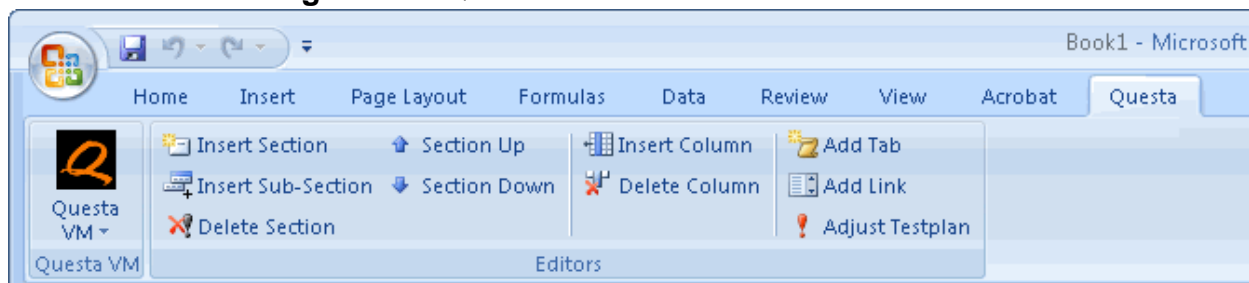 Book1 - Microsoft
Home Insert Page Layout Formulas Data Review View Acrobat Questa
Insert Section Section Up Insert Column Add Tab
Insert Sub-Section Section Down Delete Column Add Link
Questa
VM
Delete Section Adjust Testplan
Questa VM Editors